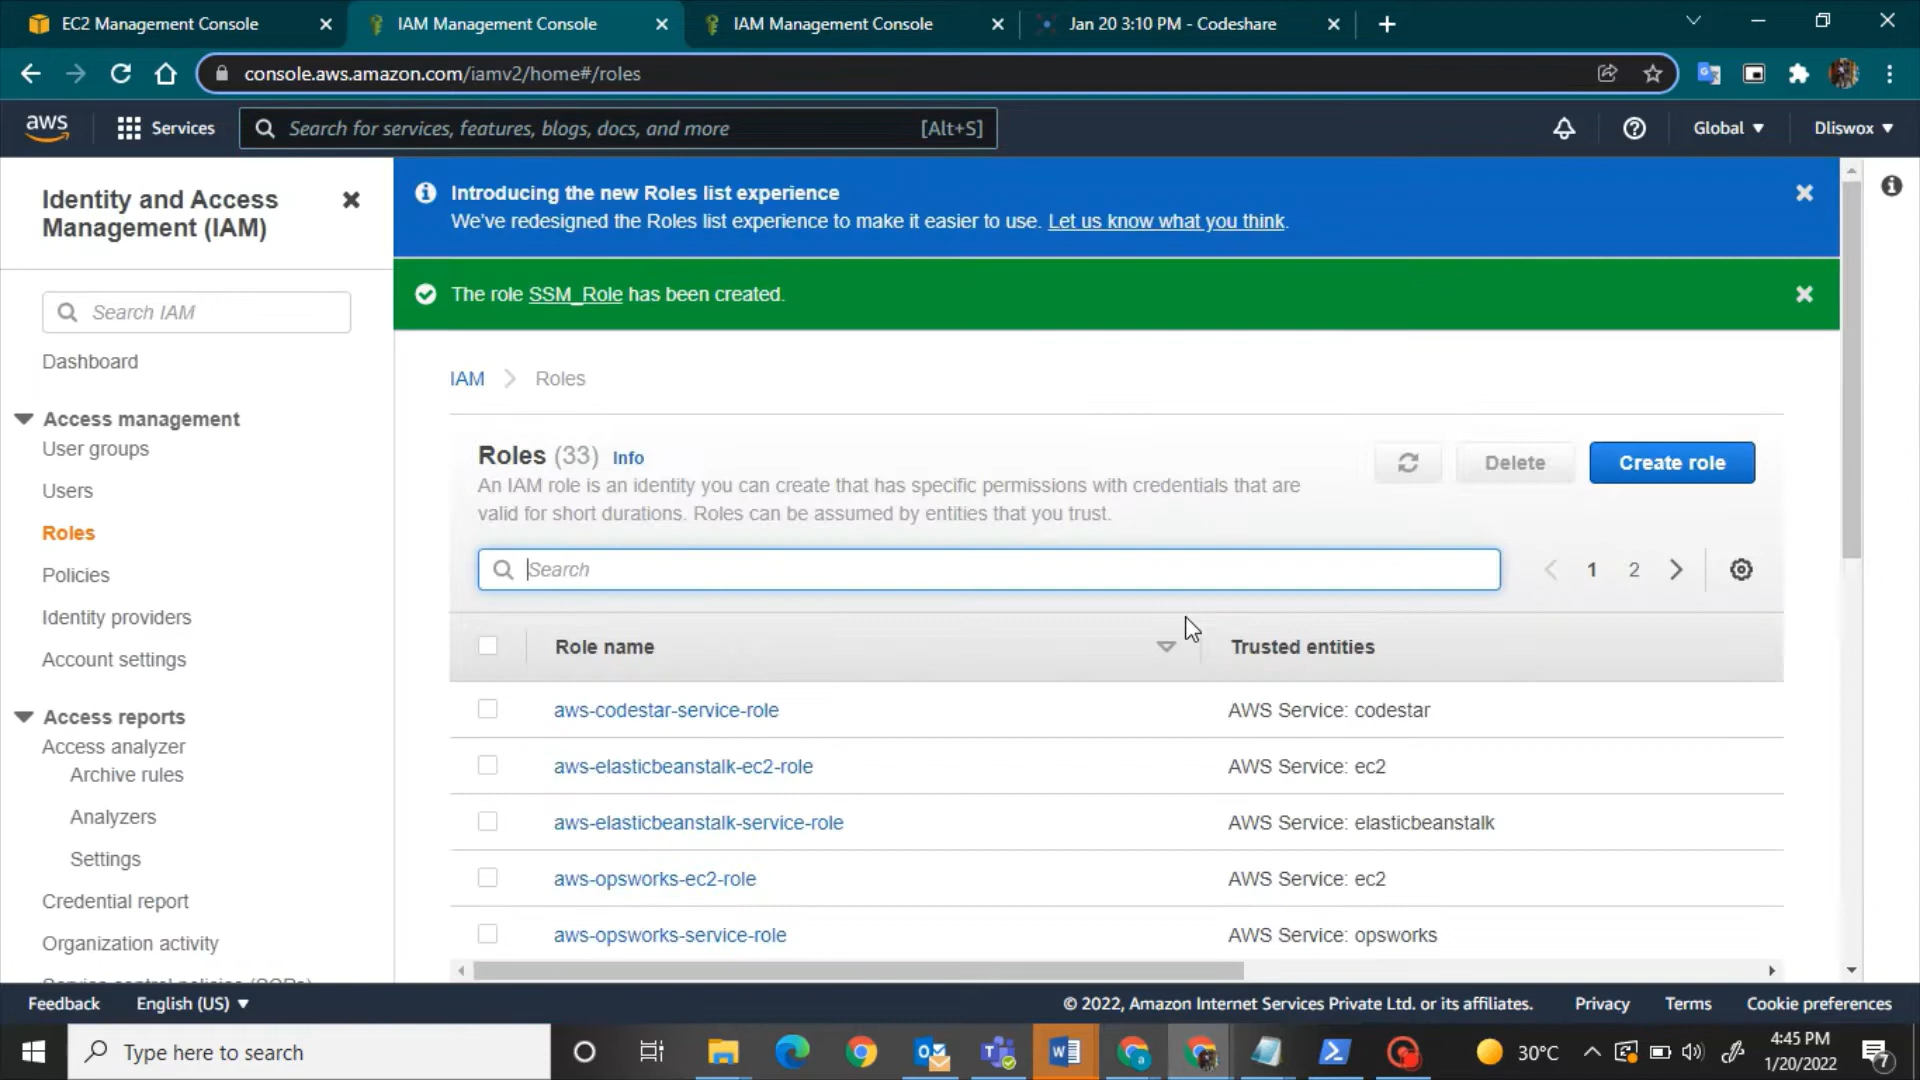 EC2 Management Console
IAM Management Console
IAM Management Console
Jan 20 3:10 PM - Codeshare
console.aws.amazon.com/iamv2/home#/roles
aws
Services
Search for services, features, blogs, docs, and more
[Alt+S]
Global
Dliswox
Identity and Access
Management (IAM)
Search IAM
Dashboard
Access management
User groups
Users
Roles
Policies
Identity providers
Account settings
Access reports
Access analyzer
Archive rules
Analyzers
Settings
Credential report
Organization activity
Introducing the new Roles list experience
We've redesigned the Roles list experience to make it easier to use. Let us know what you think.
The role SSM_Role has been created.
IAM > Roles
Roles (33) Info
An IAM role is an identity you can create that has specific permissions with credentials that are
valid for short durations. Roles can be assumed by entities that you trust.
Delete
Create role
Search
1 2
Role name
Trusted entities
aws-codestar-service-role
AWS Service: codestar
aws-elasticbeanstalk-ec2-role
AWS Service: ec2
aws-elasticbeanstalk-service-role
AWS Service: elasticbeanstalk
aws-opsworks-ec2-role
AWS Service: ec2
aws-opsworks-service-role
AWS Service: opsworks
Feedback
English (US)
© 2022, Amazon Internet Services Private Ltd. or its affiliates.
Privacy
Terms
Cookie preferences
Type here to search
30°C
4:45 PM
1/20/2022
7